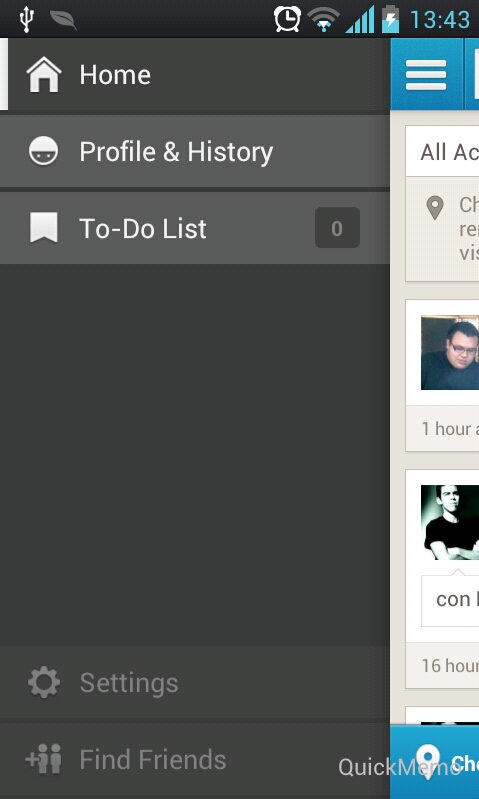 13:43
Home
Profile & History
To-Do List
0
Settings
Find Friends
All Ac
Ch
re
vis
1 hour a
con
16 hour
QuickMemo
Che